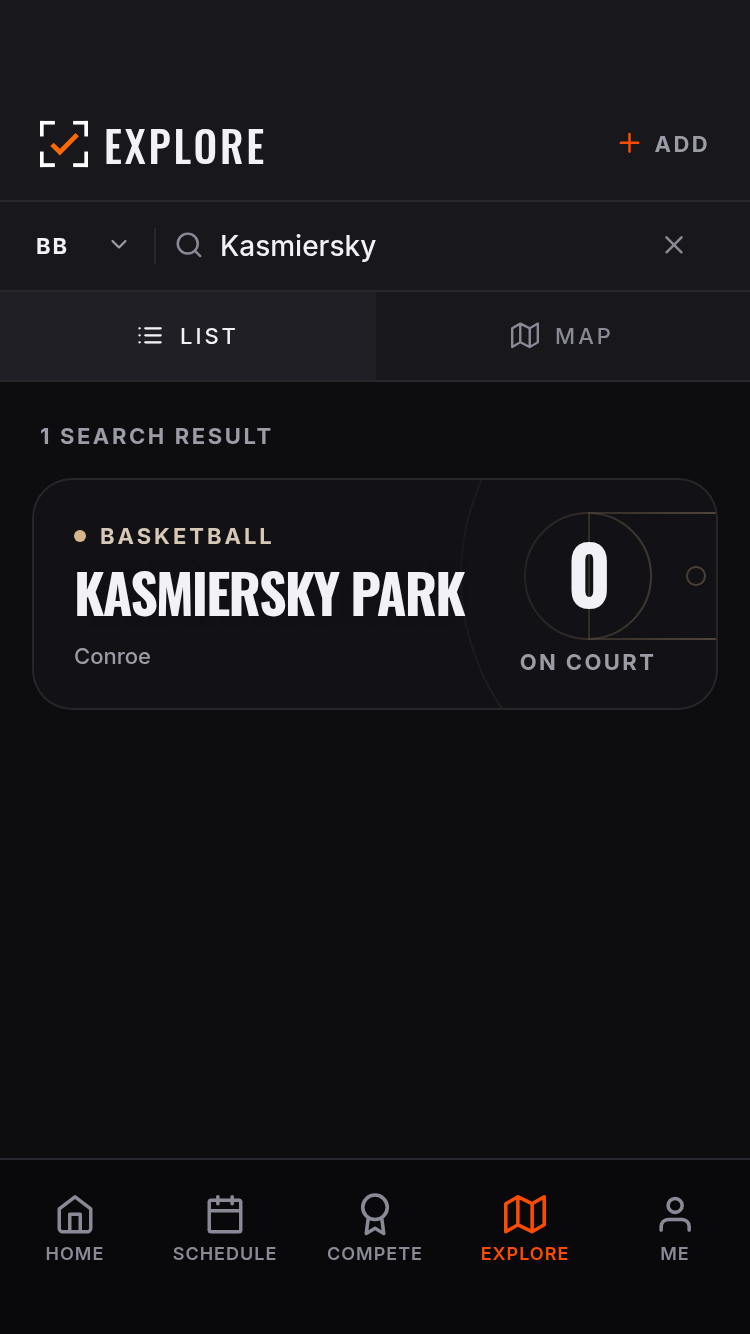 EXPLORE
ADD
BB
Kasmiersky
LIST
MAP
1 SEARCH RESULT
BASKETBALL
KASMIERSKY PARK
Conroe
0
ON COURT
HOME
SCHEDULE
COMPETE
EXPLORE
ME